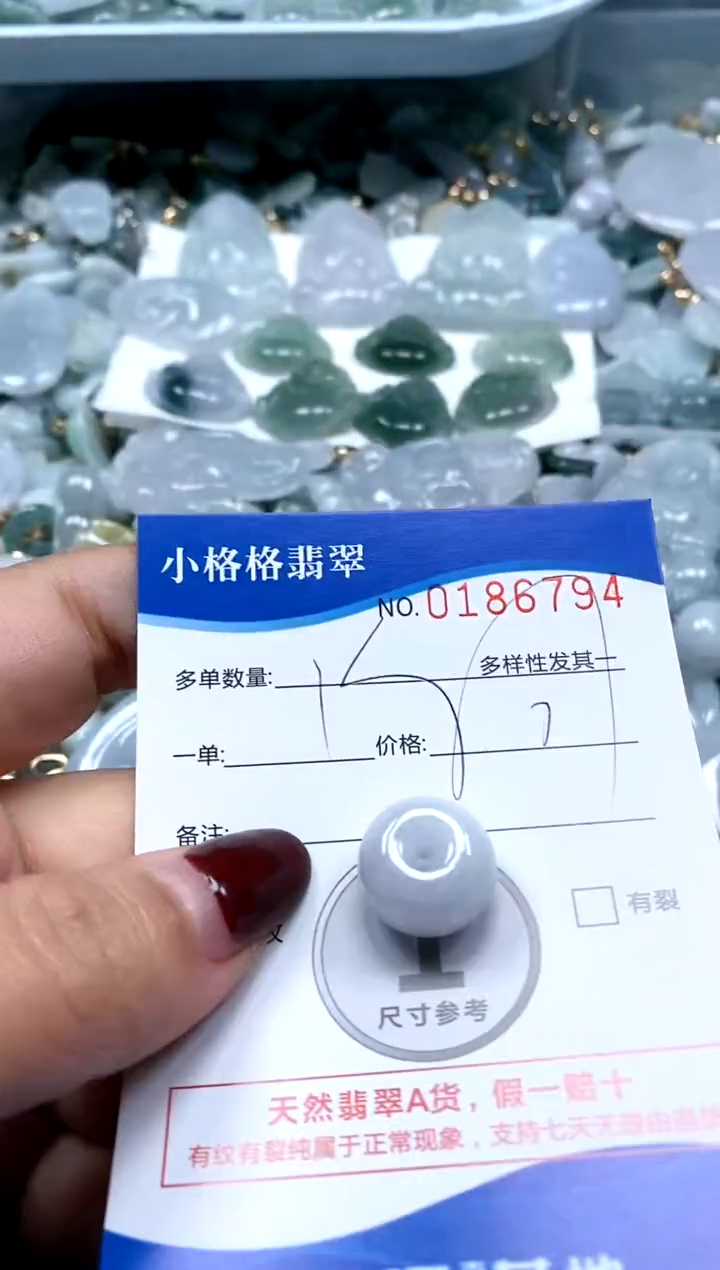 小格格翡翠
NO. 0186794
多单数量: 多样性发其一
一单: 价格:
备注:
有裂
尺寸参考
天然翡翠A货，假一赔十
有纹有裂纯属于正常现象，支持七天无理由退